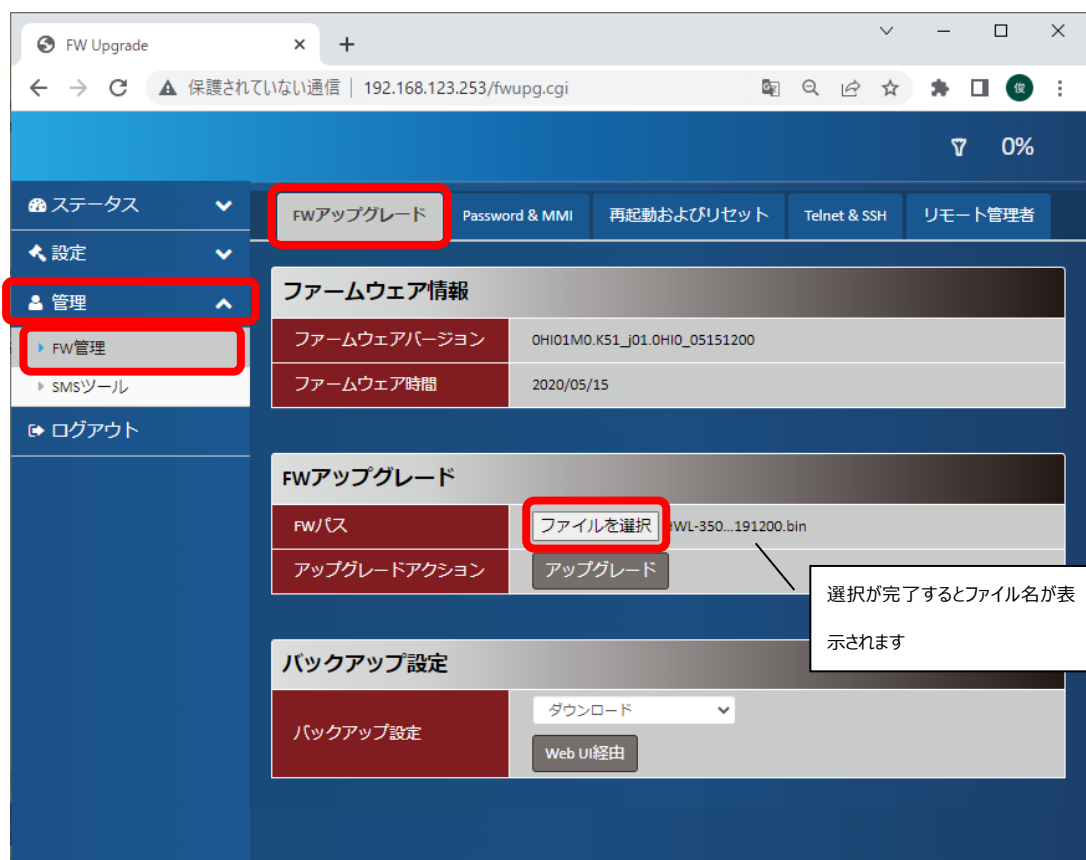 FW Upgrade
保護されていない通信 | 192.168.123.253/fwupg.cgi
俊
0%
ステータス
FWアップグレード
Password & MMI
再起動およびリセット
Telnet & SSH
リモート管理者
設定
管理
FW管理
SMSツール
ログアウト
ファームウェア情報
ファームウェアバージョン
0HI01M0.K51_j01.0HI0_05151200
ファームウェア時間
2020/05/15
FWアップグレード
FWパス
ファイルを選択
HWL-350...191200.bin
アップグレードアクション
アップグレード
選択が完了するとファイル名が表
示されます
バックアップ設定
バックアップ設定
ダウンロード
Web UI経由